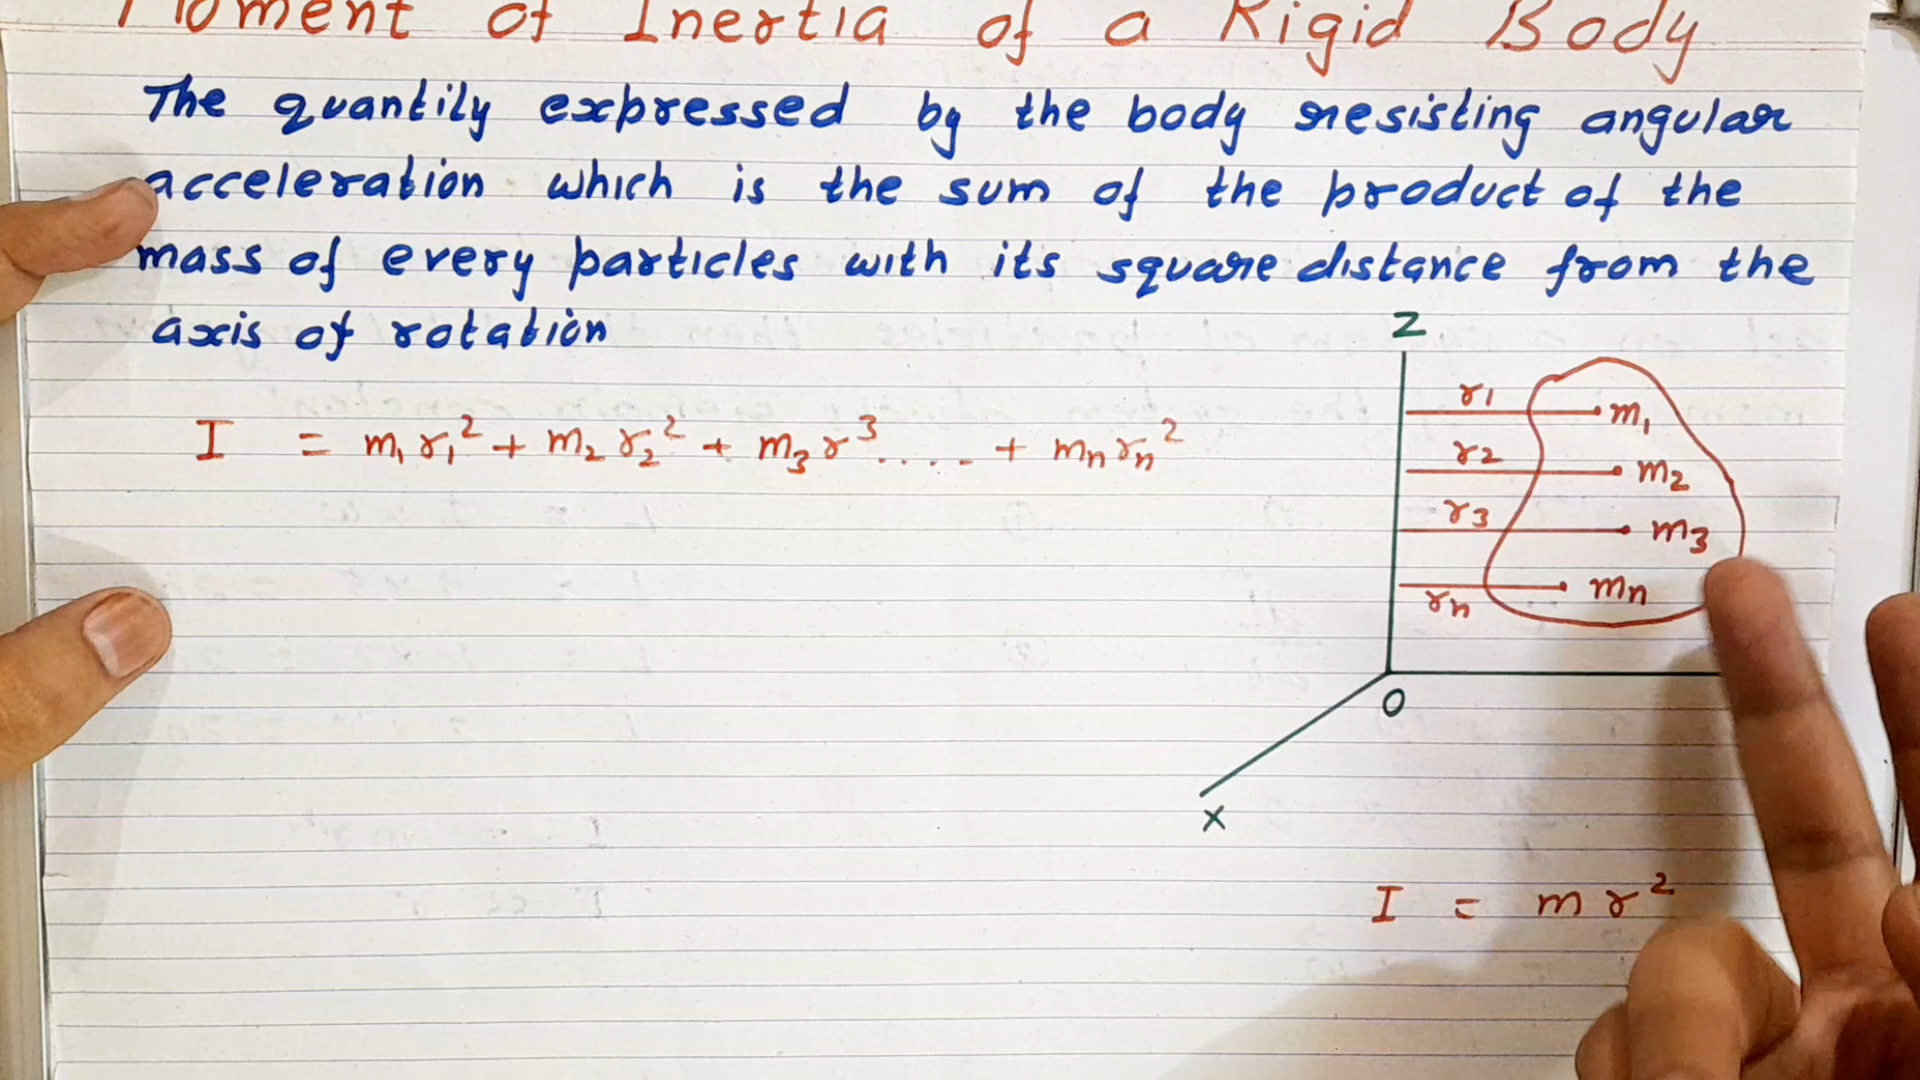 Moment of Inertia of a Rigid Body
The quantily expressed by the body resisting angular
acceleration which is the sum of the product of the
mass of every particles with its square distance from the
axis of rotation
Z
I = m₁r₁² + m₂r₂² + m₃r³ ..... + mₙrₙ²
r1 m₁
r2 m₂
r3 m₃
rn mn
O
X
I = mr²